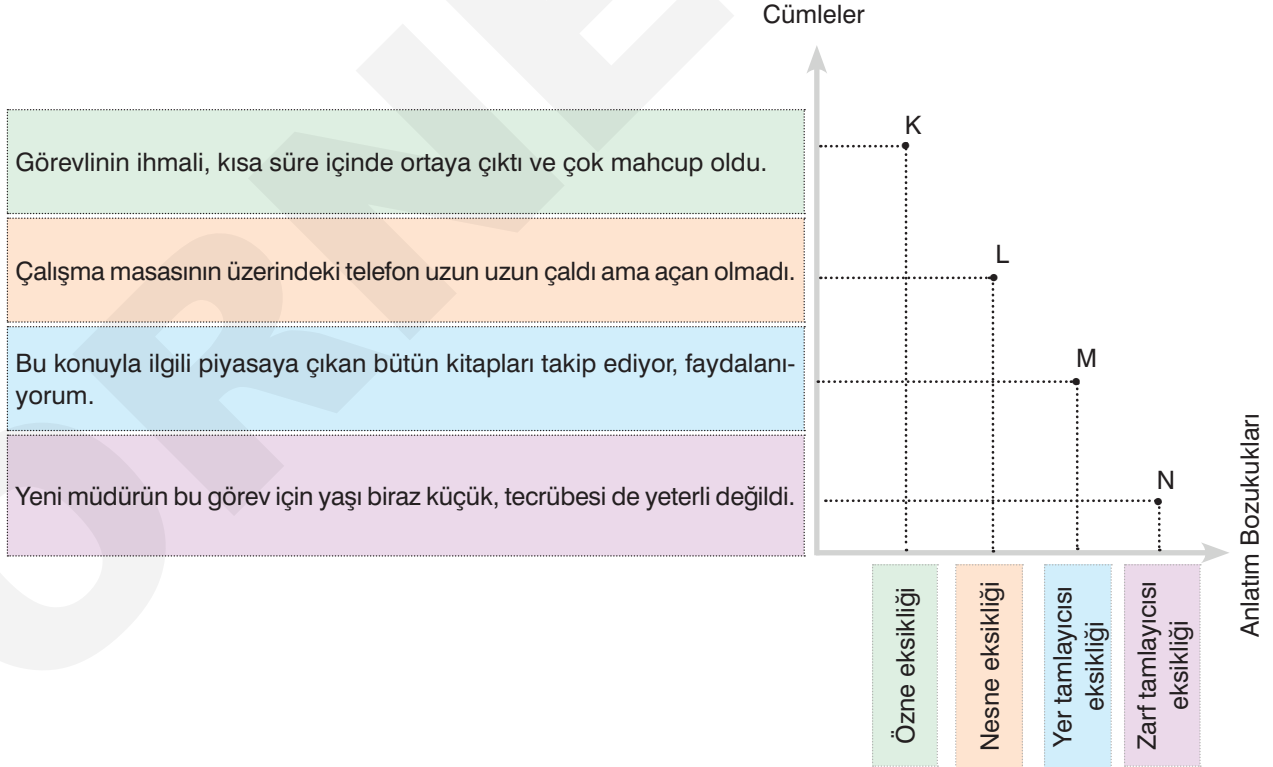 Cümleler
K
Görevlinin ihmali, kısa süre içinde ortaya çıktı ve çok mahcup oldu.
L
Çalışma masasının üzerindeki telefon uzun uzun çaldı ama açan olmadı.
M
Bu konuyla ilgili piyasaya çıkan bütün kitapları takip ediyor, faydalanı-
yorum.
N
Yeni müdürün bu görev için yaşı biraz küçük, tecrübesi de yeterli değildi.
Anlatım Bozukukları
Özne eksikliği
Nesne eksikliği
Yer tamlayıcısı
eksikliği
Zarf tamlayıcısı
eksikliği